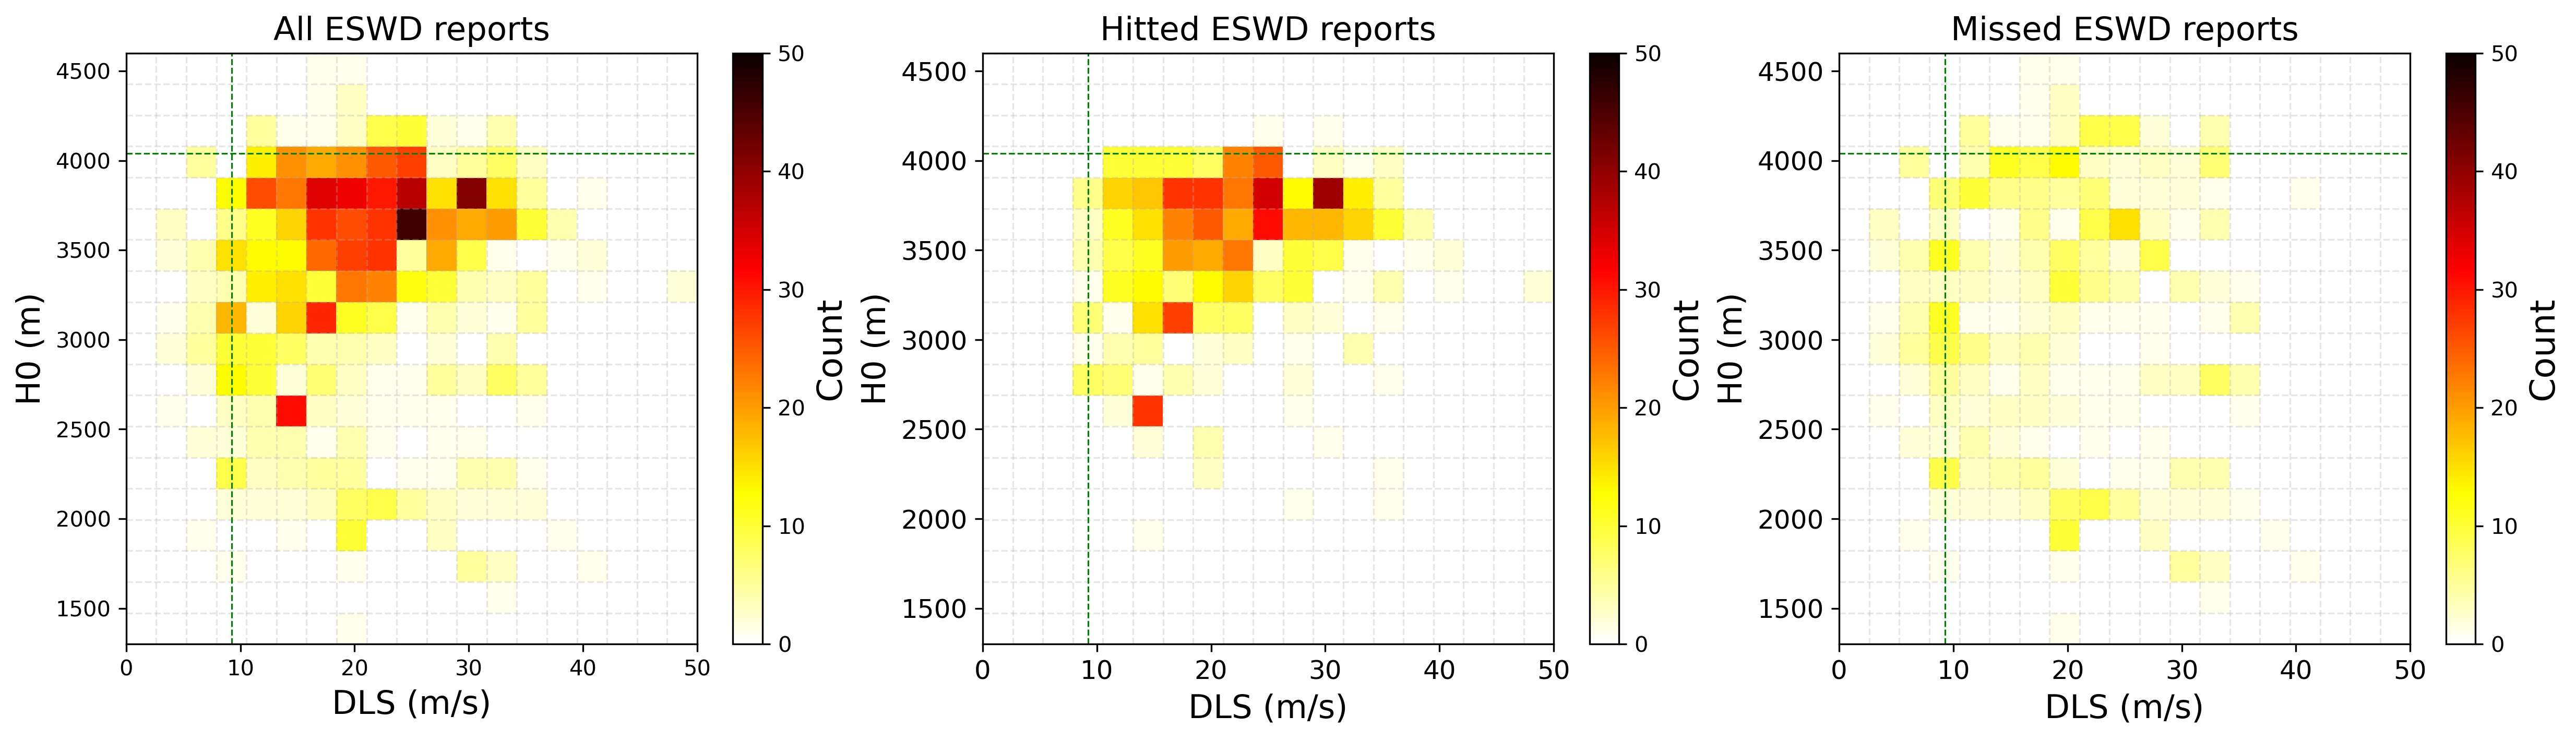 All ESWD reports
4500
4000
3500
3000
2500
2000
1500
H0 (m)
0 10 20 30 40 50
DLS (m/s)
50
40
30
20
10
0
Count
Hitted ESWD reports
4500
4000
3500
3000
2500
2000
1500
H0 (m)
0 10 20 30 40 50
DLS (m/s)
50
40
30
20
10
0
Count
Missed ESWD reports
4500
4000
3500
3000
2500
2000
1500
H0 (m)
0 10 20 30 40 50
DLS (m/s)
50
40
30
20
10
0
Count